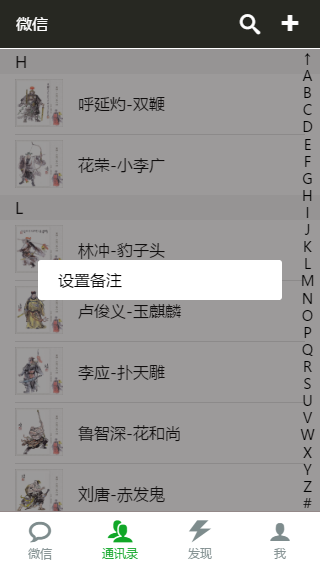 微信
H
呼延灼-双鞭
花荣-小李广
L
林冲-豹子头
设置备注
卢俊义-玉麒麟
李应-扑天雕
鲁智深-花和尚
刘唐-赤发鬼
↑
A
B
C
D
E
F
G
H
I
J
K
L
M
N
O
P
Q
R
S
U
V
W
X
Y
Z
#
微信
通讯录
发现
我